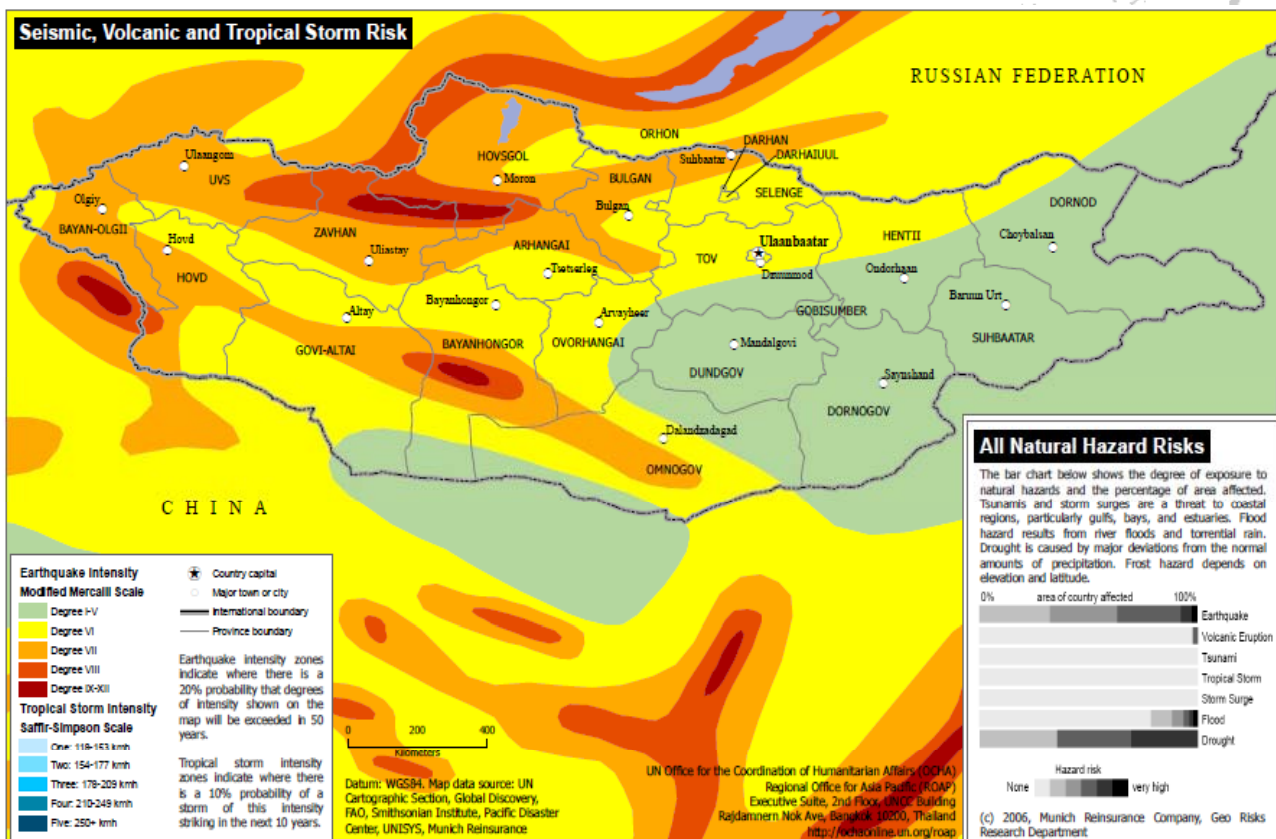 Seismic, Volcanic and Tropical Storm Risk
RUSSIAN FEDERATION
ORHON
DARHAN
HOVSGOL
Suhbaatar
DARHAIUUL
Ulaangom
UVS
Moron
BULGAN
SELENGE
Olgiy
Bulgan
DORNOD
BAYAN-OLGII
Hovd
ZAVHAN
ARHANGAI
Ulaanbaatar
HENTII
Choybalsan
Uliastay
TOV
HOVD
Tsetserleg
Dzuunmod
Ondorhaan
Bayanhongor
Baruun Urt
Altay
Arvayheer
GOBISUMBER
SUHBAATAR
GOVI-ALTAI
BAYANHONGOR
OVORHANGAI
Mandalgovi
DUNDGOV
Saynshand
DORNOGOV
Dalandzadagad
OMNOGOV
CHINA
Earthquake Intensity
Modified Mercalli Scale
Degree I-V
Degree VI
Degree VII
Degree VIII
Degree IX-XII
Tropical Storm Intensity
Saffir-Simpson Scale
One: 118-153 kmh
Two: 154-177 kmh
Three: 178-209 kmh
Four: 210-249 kmh
Five: 250+ kmh
Country capital
Major town or city
International boundary
Province boundary
Earthquake intensity zones
indicate where there is a
20% probability that degrees
of intensity shown on the
map will be exceeded in 50
years.
Tropical storm intensity
zones indicate where there
is a 10% probability of a
storm of this intensity
striking in the next 10 years.
0 200 400
Kilometers
Datum: WGS84. Map data source: UN
Cartographic Section, Global Discovery,
FAO, Smithsonian Institute, Pacific Disaster
Center, UNISYS, Munich Reinsurance
UN Office for the Coordination of Humanitarian Affairs (OCHA)
Regional Office for Asia Pacific (ROAP)
Executive Suite, 2nd Floor, UNCC Building
Rajdamnern Nok Ave, Bangkok 10200, Thailand
http://ochaonline.un.org/roap
All Natural Hazard Risks
The bar chart below shows the degree of exposure to
natural hazards and the percentage of area affected.
Tsunamis and storm surges are a threat to coastal
regions, particularly gulfs, bays, and estuaries. Flood
hazard results from river floods and torrential rain.
Drought is caused by major deviations from the normal
amounts of precipitation. Frost hazard depends on
elevation and latitude.
0% area of country affected 100%
Earthquake
Volcanic Eruption
Tsunami
Tropical Storm
Storm Surge
Flood
Drought
Hazard risk
None very high
(c) 2006, Munich Reinsurance Company, Geo Risks
Research Department